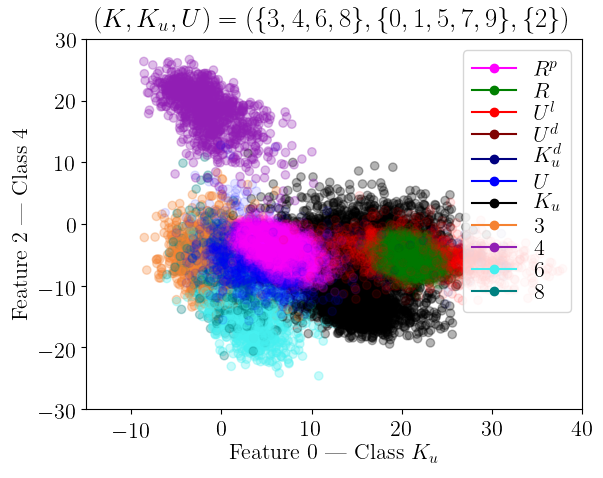 (K, K_u, U) = ({3, 4, 6, 8}, {0, 1, 5, 7, 9}, {2})
30
20
10
0
−10
−20
−30
Feature 2 — Class 4
R^p
R
U^l
U^d
K_u^d
U
K_u
3
4
6
8
−10
0
10
20
30
40
Feature 0 — Class K_u